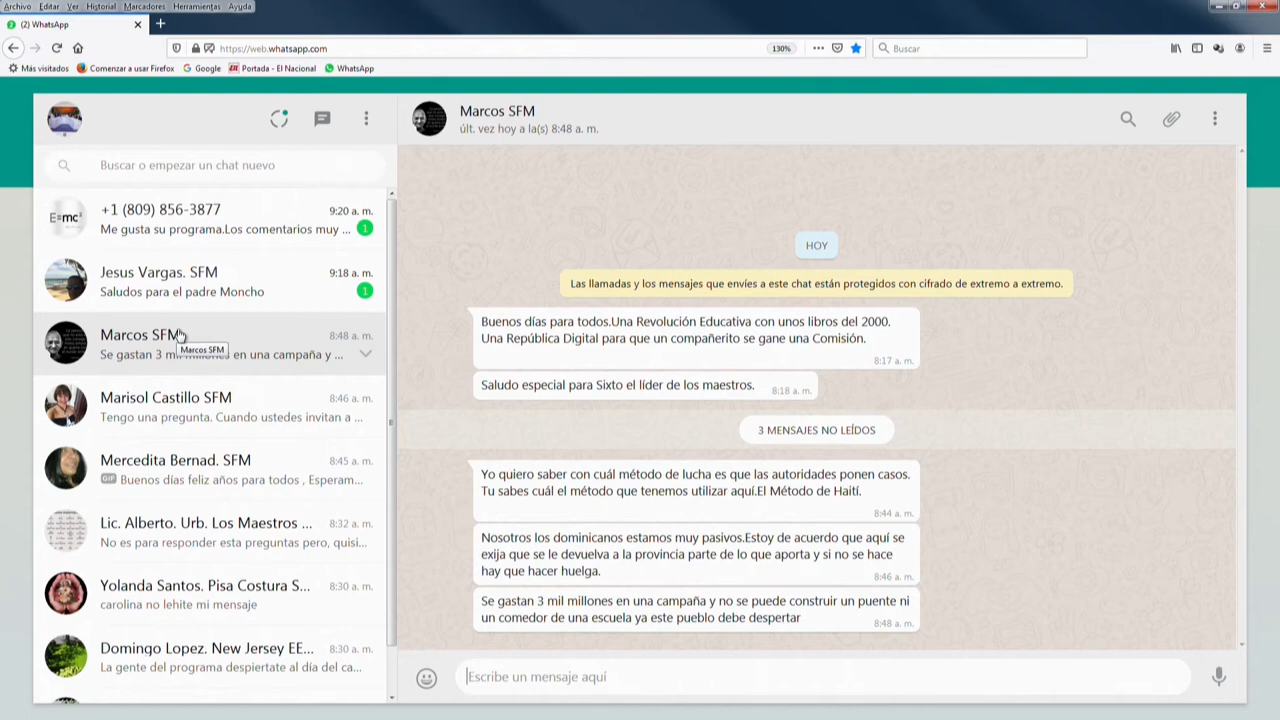 Archivo Editar Ver Historial Marcadores Herramientas Ayuda
(2) WhatsApp
https://web.whatsapp.com
130%
Buscar
Más visitados
Comenzar a usar Firefox
Google
Portada - El Nacional
WhatsApp
Buscar o empezar un chat nuevo
+1 (809) 856-3877
9:20 a. m.
Me gusta su programa.Los comentarios muy ...
1
E=mc²
Jesus Vargas. SFM
9:18 a. m.
Saludos para el padre Moncho
1
Marcos SFM
8:48 a. m.
Se gastan 3 mil millones en una campaña y ...
Marcos SFM
Marisol Castillo SFM
8:46 a. m.
Tengo una pregunta. Cuando ustedes invitan a ...
Mercedita Bernad. SFM
8:45 a. m.
GIF Buenos días feliz años para todos , Esperam...
Lic. Alberto. Urb. Los Maestros ...
8:32 a. m.
No es para responder esta preguntas pero, quisi...
Yolanda Santos. Pisa Costura S...
8:30 a. m.
carolina no lehite mi mensaje
Domingo Lopez. New Jersey EE...
8:30 a. m.
La gente del programa despiertate al día del ca...
Marcos SFM
últ. vez hoy a la(s) 8:48 a. m.
HOY
Las llamadas y los mensajes que envíes a este chat están protegidos con cifrado de extremo a extremo.
Buenos días para todos.Una Revolución Educativa con unos libros del 2000.
Una República Digital para que un compañerito se gane una Comisión.
8:17 a. m.
Saludo especial para Sixto el líder de los maestros.
8:18 a. m.
3 MENSAJES NO LEÍDOS
Yo quiero saber con cuál método de lucha es que las autoridades ponen casos.
Tu sabes cuál el método que tenemos utilizar aquí.El Método de Haití.
8:44 a. m.
Nosotros los dominicanos estamos muy pasivos.Estoy de acuerdo que aquí se
exija que se le devuelva a la provincia parte de lo que aporta y si no se hace
hay que hacer huelga.
8:46 a. m.
Se gastan 3 mil millones en una campaña y no se puede construir un puente ni
un comedor de una escuela ya este pueblo debe despertar
8:48 a. m.
Escribe un mensaje aquí